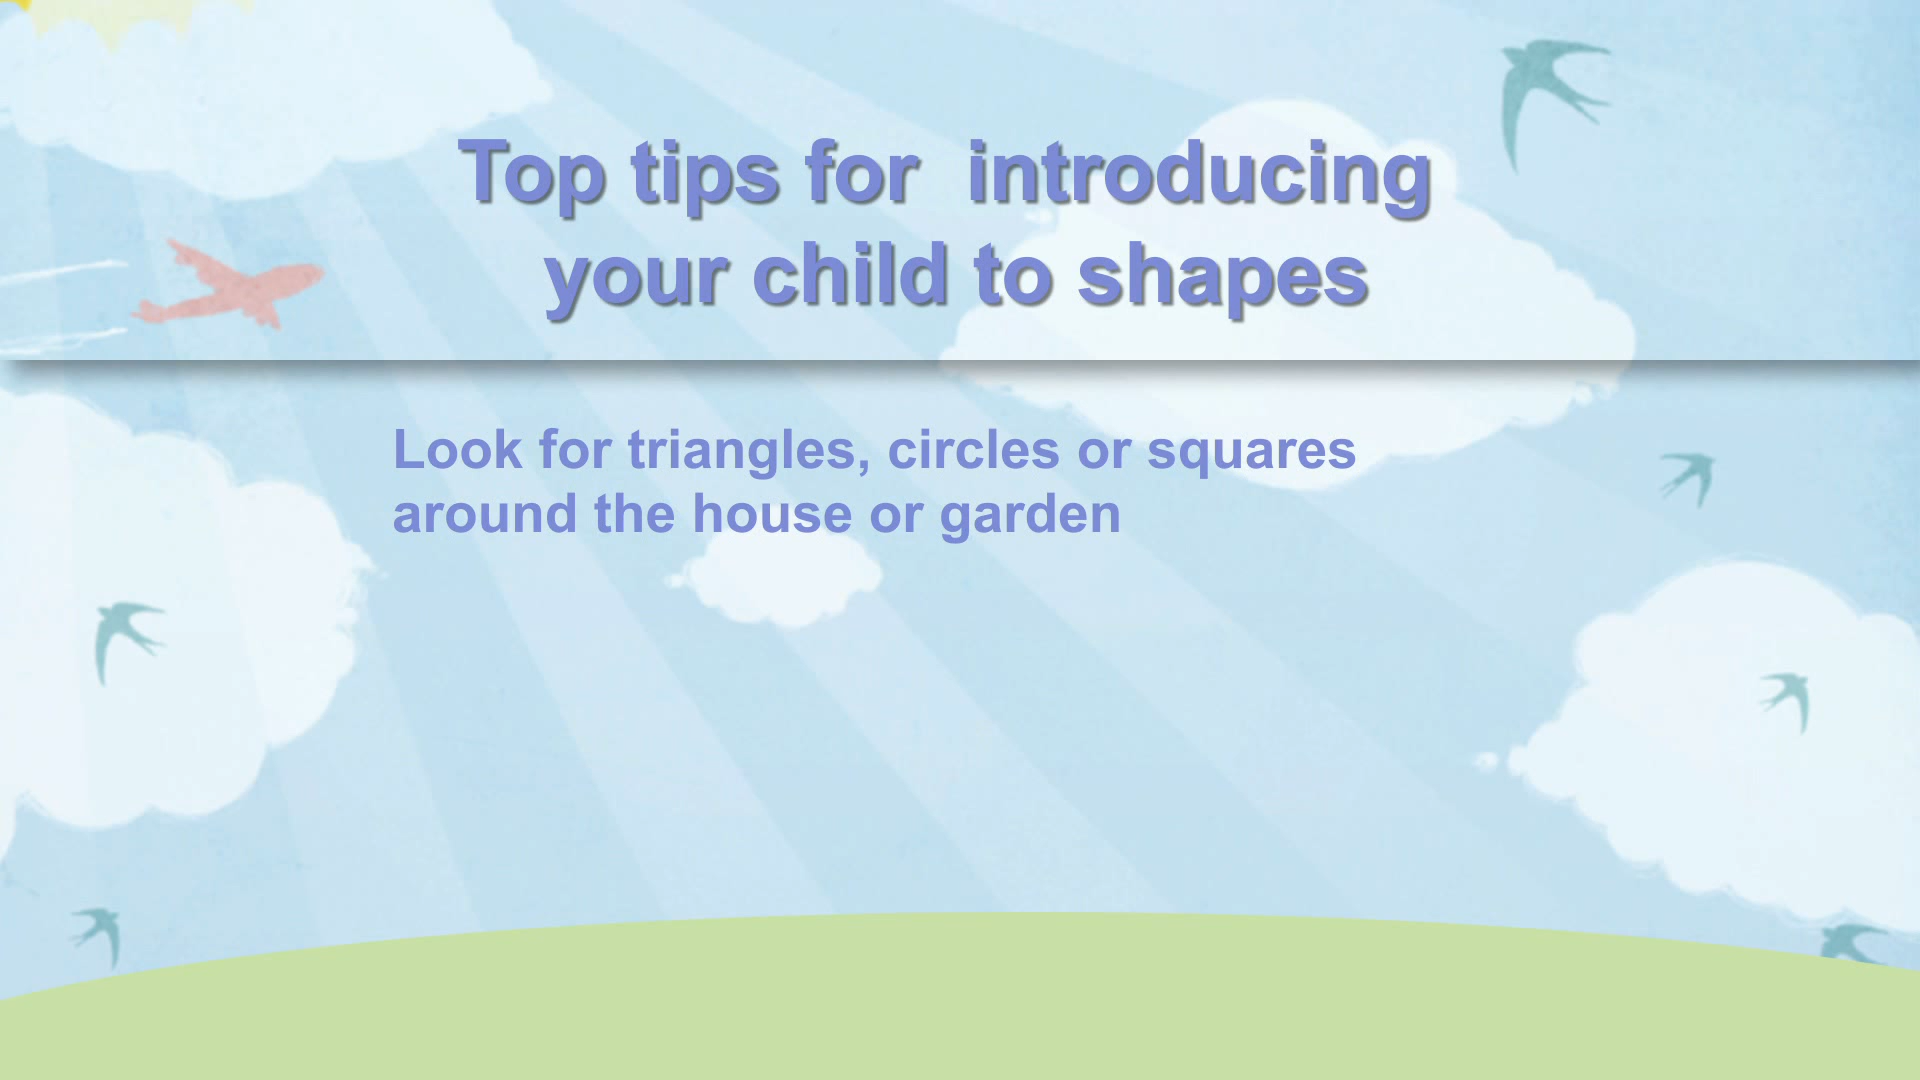 Top tips for  introducing
your child to shapes
Look for triangles, circles or squares
around the house or garden